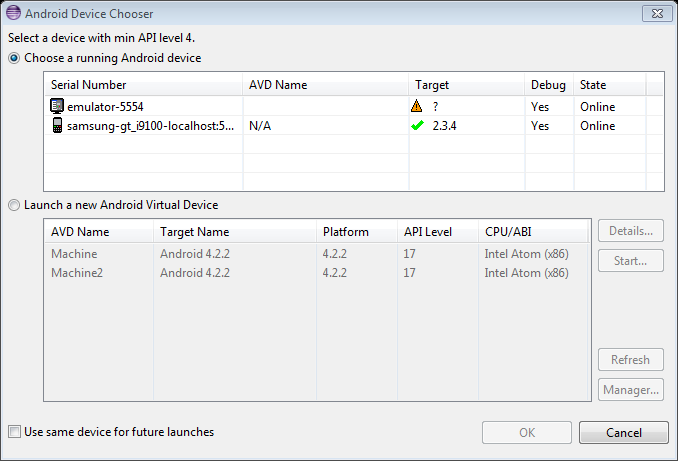 Android Device Chooser
Select a device with min API level 4.
Choose a running Android device
Serial Number AVD Name Target Debug State
emulator-5554 ? Yes Online
samsung-gt_i9100-localhost:5... N/A 2.3.4 Yes Online
Launch a new Android Virtual Device
AVD Name Target Name Platform API Level CPU/ABI Details...
Machine Android 4.2.2 4.2.2 17 Intel Atom (x86) Start...
Machine2 Android 4.2.2 4.2.2 17 Intel Atom (x86)
Refresh
Manager...
Use same device for future launches OK Cancel